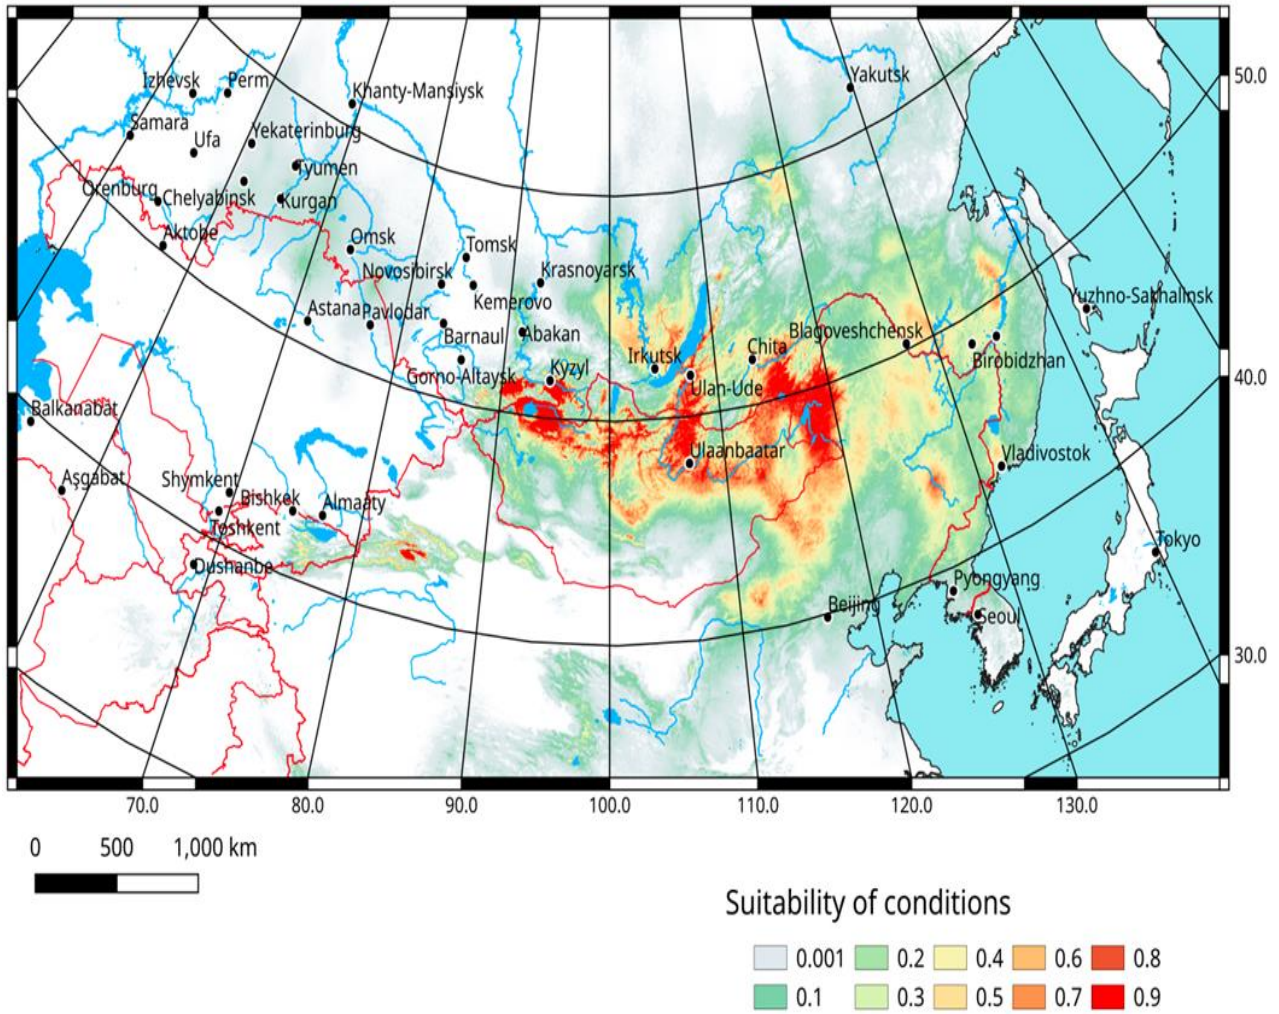 Izhevsk
Perm
Khanty-Mansiysk
Yakutsk
50.0
Samara
Ufa
Yekaterinburg
Tyumen
Orenburg
Chelyabinsk
Kurgan
Aktobe
Omsk
Tomsk
Novosibirsk
Krasnoyarsk
Kemerovo
Yuzhno-Sakhalinsk
Astana
Pavlodar
Barnaul
Abakan
Blagoveshchensk
Irkutsk
Chita
Birobidzhan
Gorno-Altaysk
Kyzyl
Ulan-Ude
40.0
Balkanabat
Ulaanbaatar
Vladivostok
Aşgabat
Shymkent
Bishkek
Almaaty
Toshkent
Tokyo
Dushanbe
Pyongyang
Beijing
Seoul
30.0
70.0 80.0 90.0 100.0 110.0 120.0 130.0
0 500 1,000 km
Suitability of conditions
0.001 0.2 0.4 0.6 0.8
0.1 0.3 0.5 0.7 0.9